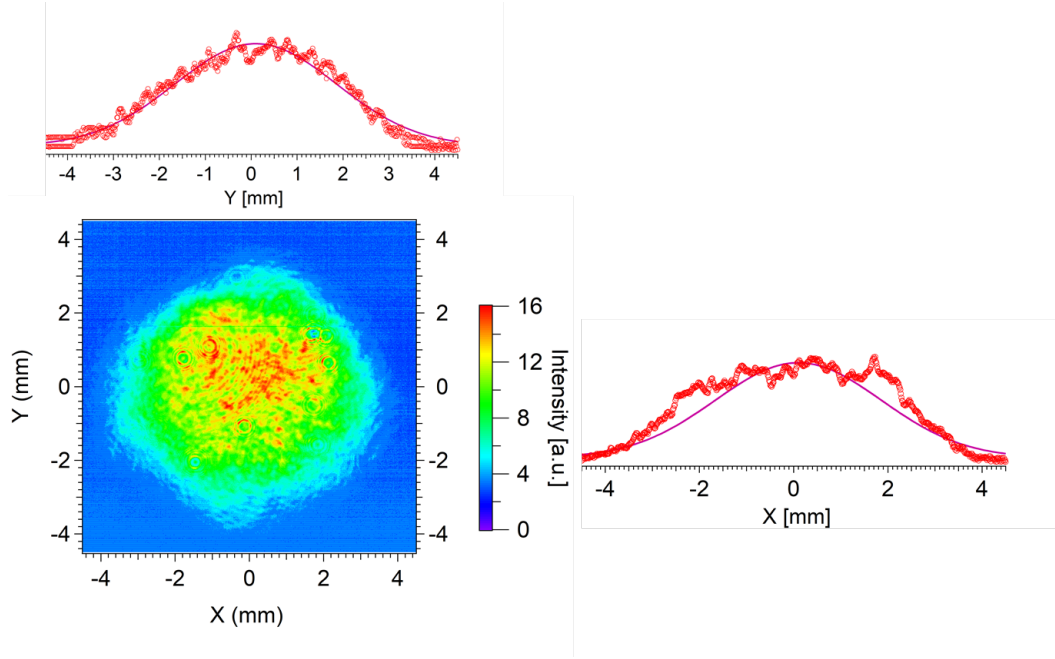 -4 -3 -2 -1 0 1 2 3 4
Y [mm]
4 4
2 2
0 0
-2 -2
-4 -4
Y (mm)
-4 -2 0 2 4
X (mm)
16
12
8
4
0
Intensity [a.u.]
-4 -2 0 2 4
X [mm]